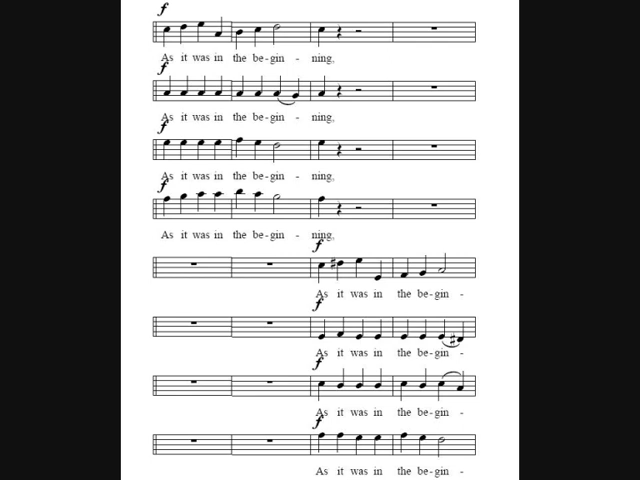 f
As it was in the be-gin - ning,
f
As it was in the be-gin - ning,
f
As it was in the be-gin - ning,
f
As it was in the be-gin - ning,
f
As it was in the be-gin -
f
As it was in the be-gin -
f
As it was in the be-gin -
f
As it was in the be-gin -